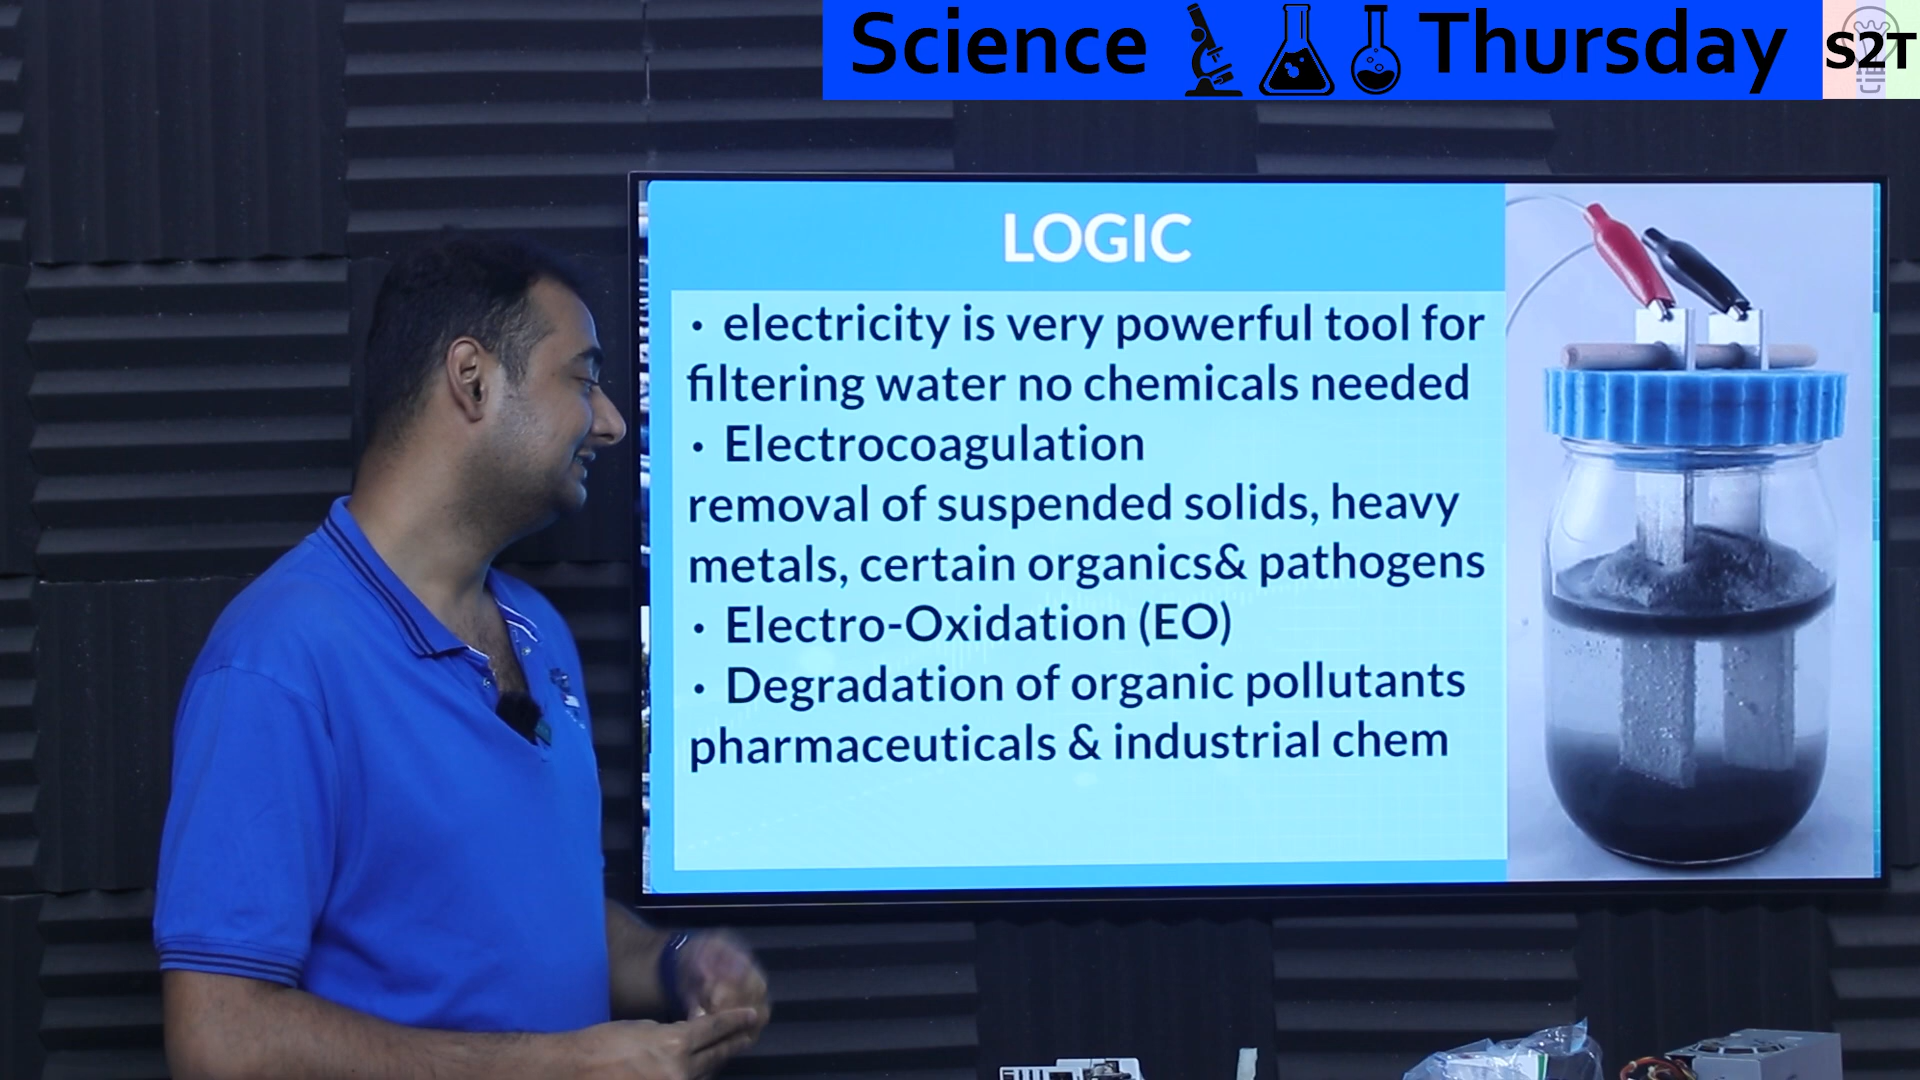 Science Thursday
S2T
LOGIC
• electricity is very powerful tool for
filtering water no chemicals needed
• Electrocoagulation
removal of suspended solids, heavy
metals, certain organics& pathogens
• Electro-Oxidation (EO)
• Degradation of organic pollutants
pharmaceuticals & industrial chem